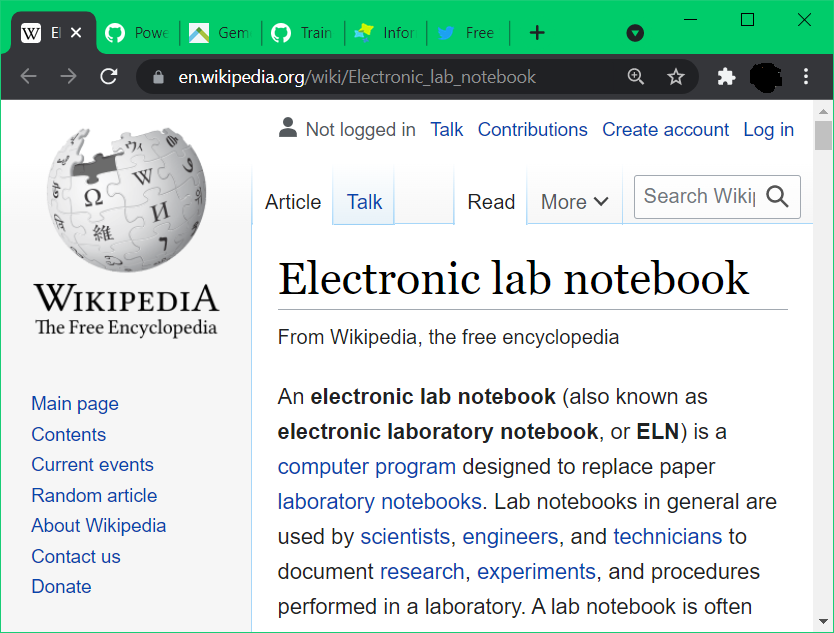 El
Powe
Gem
Train
Infor
Free
en.wikipedia.org/wiki/Electronic_lab_notebook
Not logged in Talk Contributions Create account Log in
Article Talk Read More Search Wikip
Ω W И 維
WIKIPEDIA
The Free Encyclopedia
Electronic lab notebook
From Wikipedia, the free encyclopedia
Main page
Contents
Current events
Random article
About Wikipedia
Contact us
Donate
An electronic lab notebook (also known as
electronic laboratory notebook, or ELN) is a
computer program designed to replace paper
laboratory notebooks. Lab notebooks in general are
used by scientists, engineers, and technicians to
document research, experiments, and procedures
performed in a laboratory. A lab notebook is often